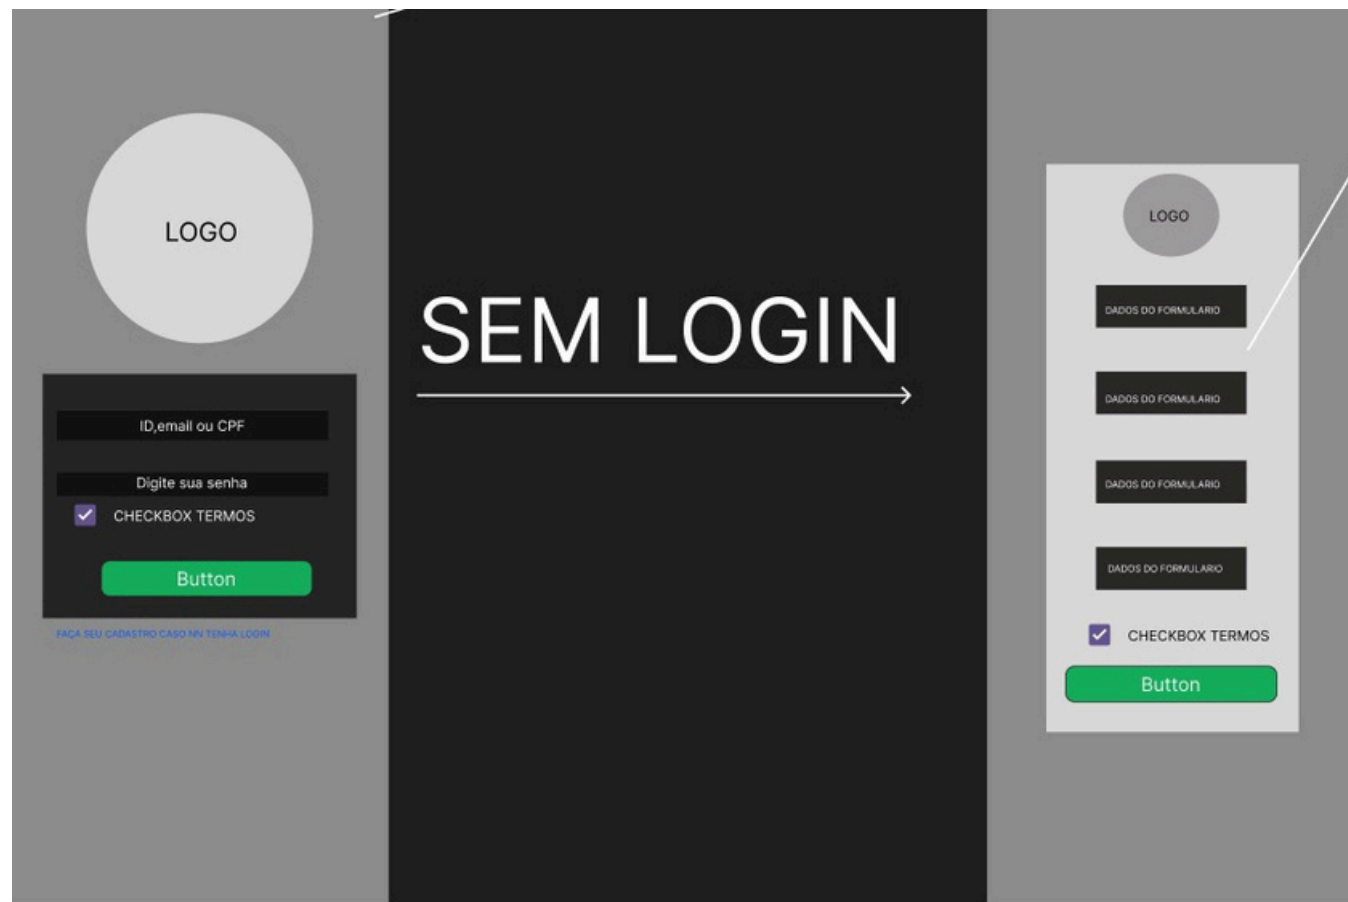 LOGO
ID,email ou CPF
Digite sua senha
CHECKBOX TERMOS
Button
FAÇA SEU CADASTRO CASO NN TENHA LOGIN
SEM LOGIN
LOGO
DADOS DO FORMULARIO
DADOS DO FORMULARIO
DADOS DO FORMULARIO
DADOS DO FORMULARIO
CHECKBOX TERMOS
Button